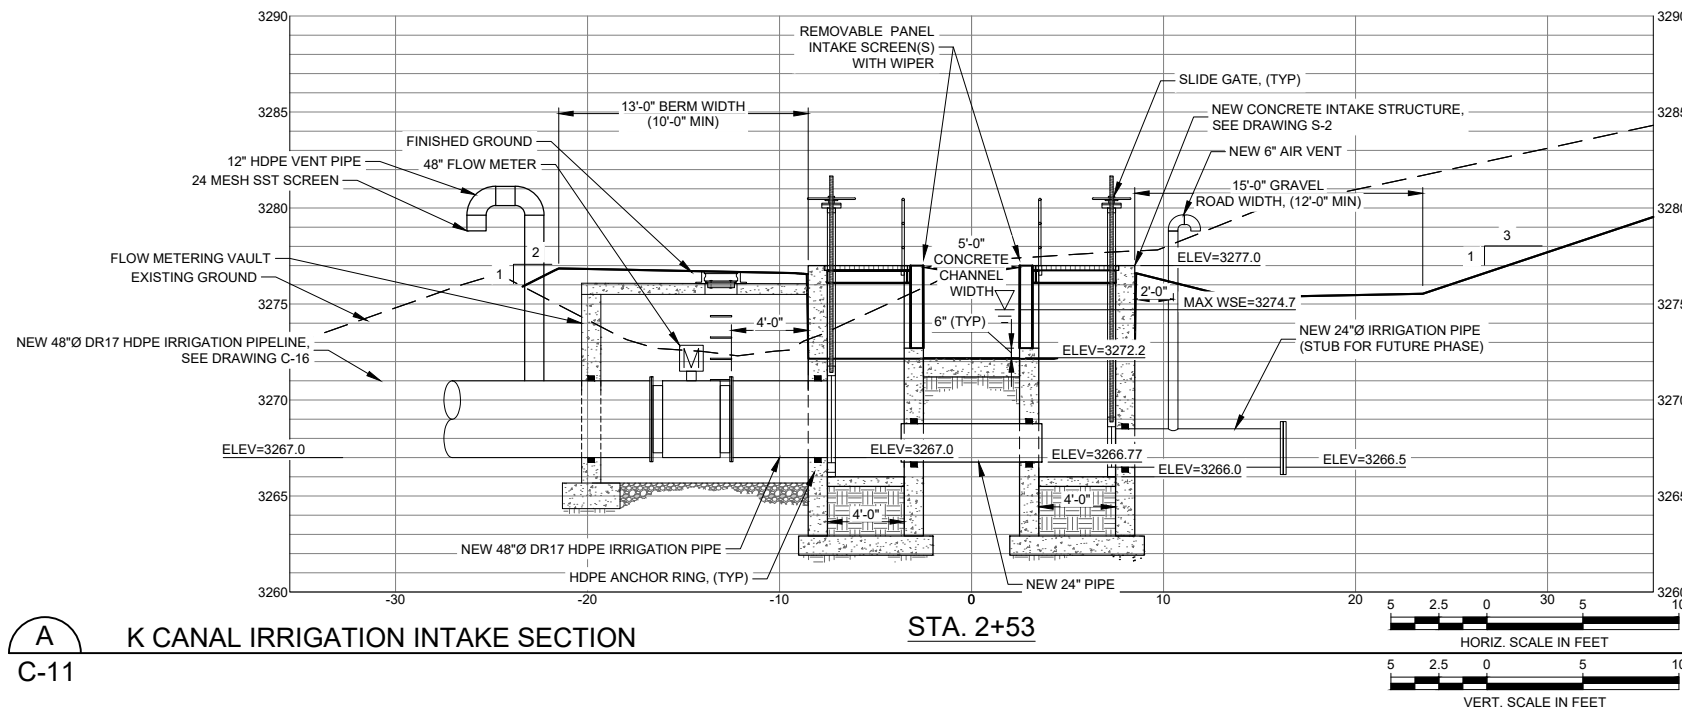 3290
3285
3280
3275
3270
3265
3260
3290
3285
3280
3275
3270
3265
3260
-30
-20
-10
0
10
20
30
REMOVABLE PANEL
INTAKE SCREEN(S)
WITH WIPER
SLIDE GATE, (TYP)
13'-0" BERM WIDTH
(10'-0" MIN)
NEW CONCRETE INTAKE STRUCTURE,
SEE DRAWING S-2
FINISHED GROUND
48" FLOW METER
12" HDPE VENT PIPE
24 MESH SST SCREEN
NEW 6" AIR VENT
15'-0" GRAVEL
ROAD WIDTH, (12'-0" MIN)
FLOW METERING VAULT
EXISTING GROUND
2
1
5'-0"
CONCRETE
CHANNEL
WIDTH
ELEV=3277.0
3
1
2'-0"
MAX WSE=3274.7
4'-0"
6" (TYP)
NEW 48"Ø DR17 HDPE IRRIGATION PIPELINE,
SEE DRAWING C-16
NEW 24"Ø IRRIGATION PIPE
(STUB FOR FUTURE PHASE)
ELEV=3272.2
ELEV=3267.0
ELEV=3267.0
ELEV=3266.77
ELEV=3266.0
ELEV=3266.5
4'-0"
4'-0"
NEW 48"Ø DR17 HDPE IRRIGATION PIPE
HDPE ANCHOR RING, (TYP)
NEW 24" PIPE
A
C-11
K CANAL IRRIGATION INTAKE SECTION
STA. 2+53
5 2.5 0 5 10
HORIZ. SCALE IN FEET
5 2.5 0 5 10
VERT. SCALE IN FEET